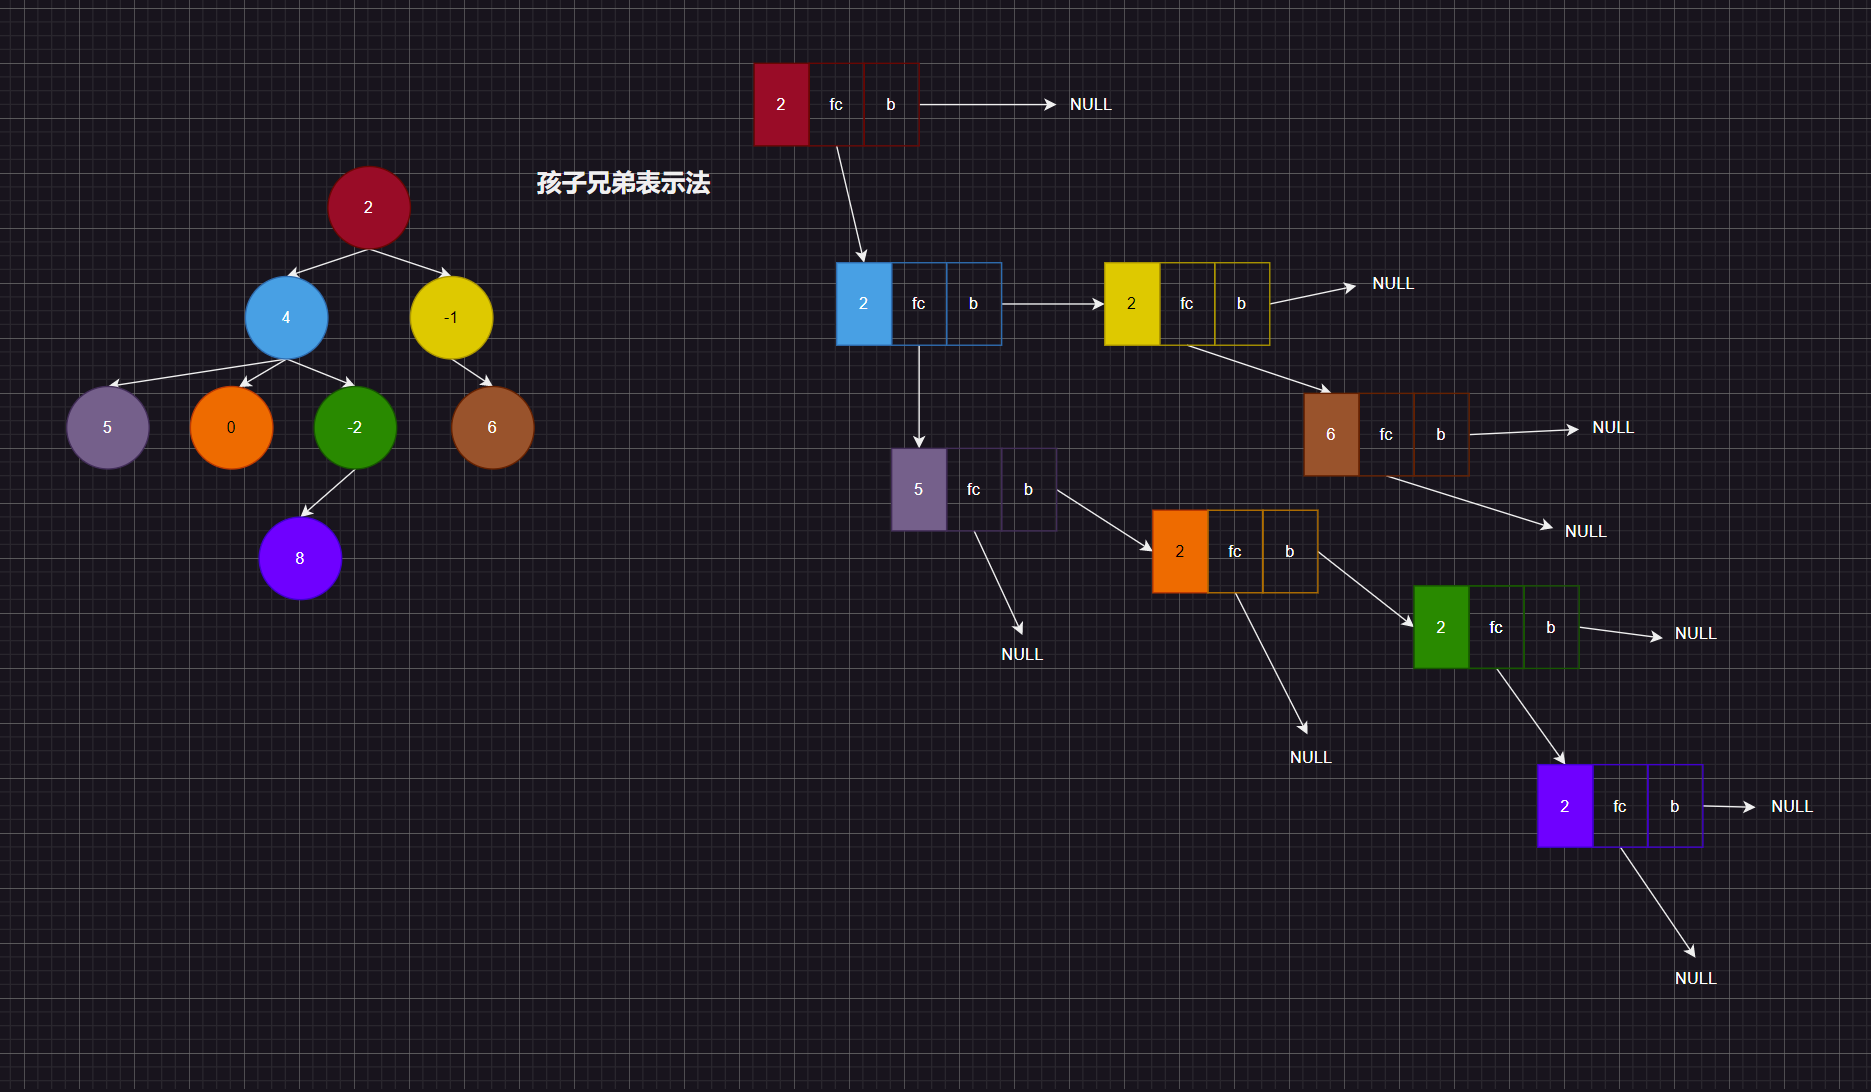 2
4
-1
5
0
-2
6
8
孩子兄弟表示法
2 fc b NULL
2 fc b 2 fc b NULL
6 fc b NULL
NULL
5 fc b
2 fc b
NULL
2 fc b NULL
NULL
2 fc b NULL
NULL